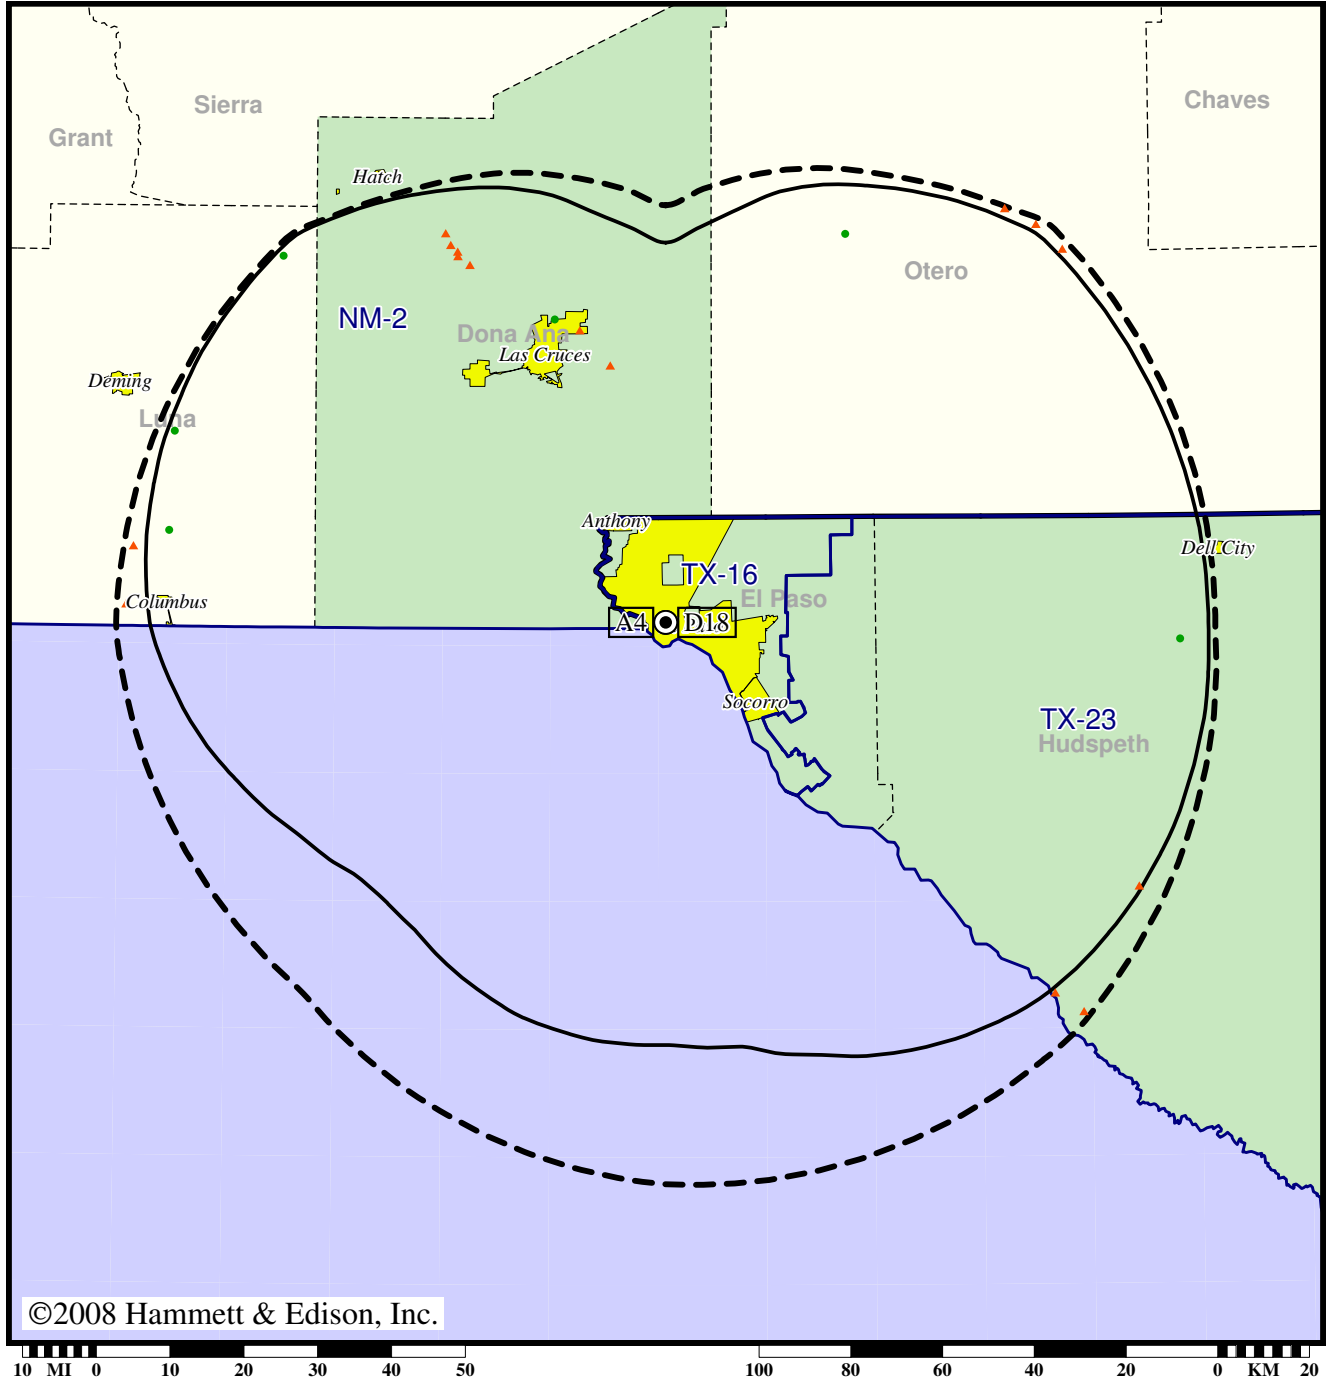 Sierra
Chaves
Grant
Hatch
Otero
NM-2
Dona Ana
Las Cruces
Deming
Luna
Anthony
Dell City
TX-16
El Paso
Columbus
A4
D18
Socorro
TX-23
Hudspeth
©2008 Hammett & Edison, Inc.
10 MI 0 10 20 30 40 50 100 80 60 40 20 0 KM 20